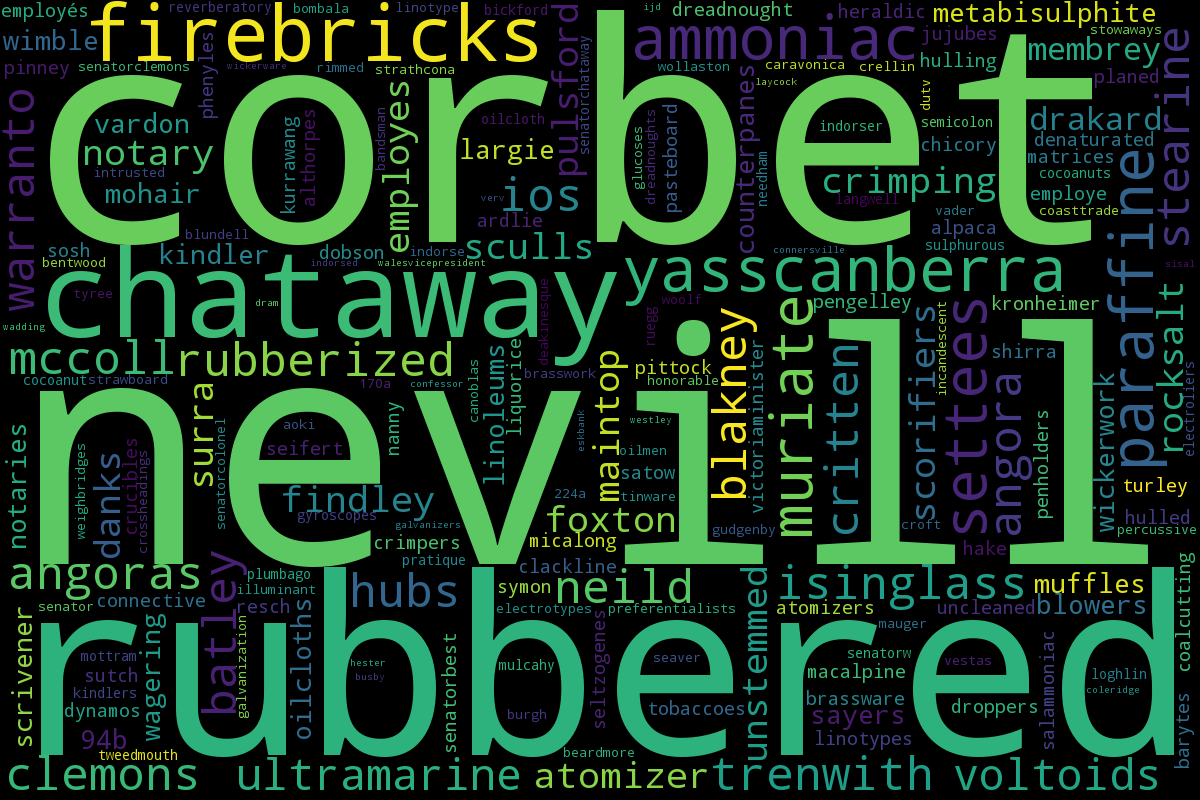 employés reverberatory bombala linotype bickford ijd dreadnought heraldic metabisulphite
wimble firebricks pulsford ammoniac jujubes stowaways
pinney senatorclemons wickerware rimmed strathcona senatorchataway wollaston caravonica crellin hulling membrey planed
corbet
warranto phenyles vardon notary intrusted mohair kurrawang althorpes bandsman employes oilcloth largie
verv ios glucoses dreadnoughts pasteboard counterpanes needham laycock indorser dutv semicolon chicory drakard denaturated matrices cocoanuts
crimping langwell employe coasttrade vader alpaca sulphurous paraffine stearine
sosh blundell kindler dobson indorse ardlie sculls
bentwood indorsed walesvicepresident connersville sisal
tyree chataway yasscanberra
wadding dram deakinesque ruegg woolf pengelley kronheimer rocksalt
mccoll rubberized liquorice linoleums maintop pittock blakney victoriaminister muriate critten scorifiers incandescent settees angora shirra
cocoanut strawboard 170a confessor canoblas brasswork honorable electroliers
nevill
notaries surra aoki seifert nanny eskbank westley oilmen satow tinware penholders wickerwork turley
weighbridges danks crucibles crossheadings senatorcolonel findley gyroscopes galvanizers 224a foxton gudgenby croft hulled percussive
crimpers pratique micalong clackline hake
angoras batley plumbago illuminant hubs symon neild unstemmed isinglass muffles
senator connective resch electrotypes preferentialists atomizers uncleaned blowers coalcutting
rubbered
scrivener mottram sutch kindlers dynamos wagering galvanization oilcloths hester busby senatorbest mulcahy seltzogenes seaver mauger senatorw macalpine vestas loghlin coleridge
94b burgh tobaccoes brassware sayers linotypes droppers salammoniac barytes
tweedmouth beardmore
clemons ultramarine atomizer trenwith voltoids